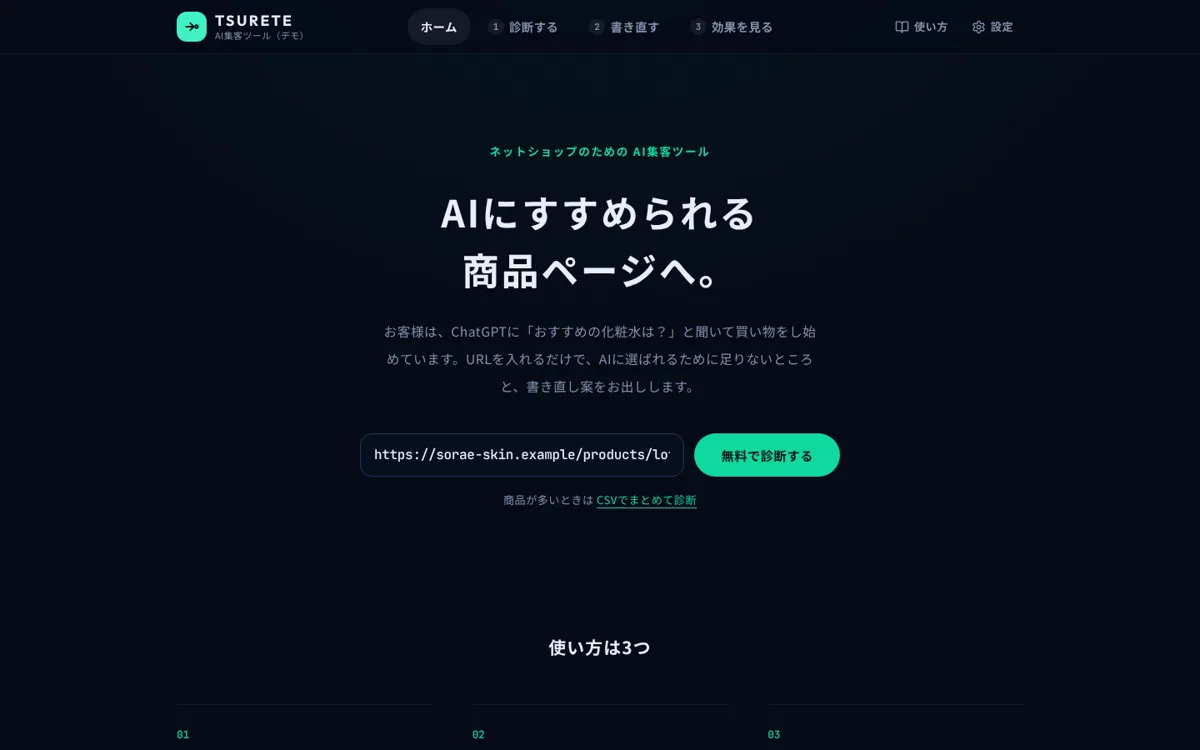 TSURETE
AI集客ツール（デモ）
ホーム
1 診断する
2 書き直す
3 効果を見る
使い方
設定
ネットショップのための AI集客ツール
AIにすすめられる
商品ページへ。
お客様は、ChatGPTに「おすすめの化粧水は？」と聞いて買い物をし始
めています。URLを入れるだけで、AIに選ばれるために足りないところ
と、書き直し案をお出しします。
https://sorae-skin.example/products/lo
無料で診断する
商品が多いときは CSVでまとめて診断
使い方は3つ
01
02
03